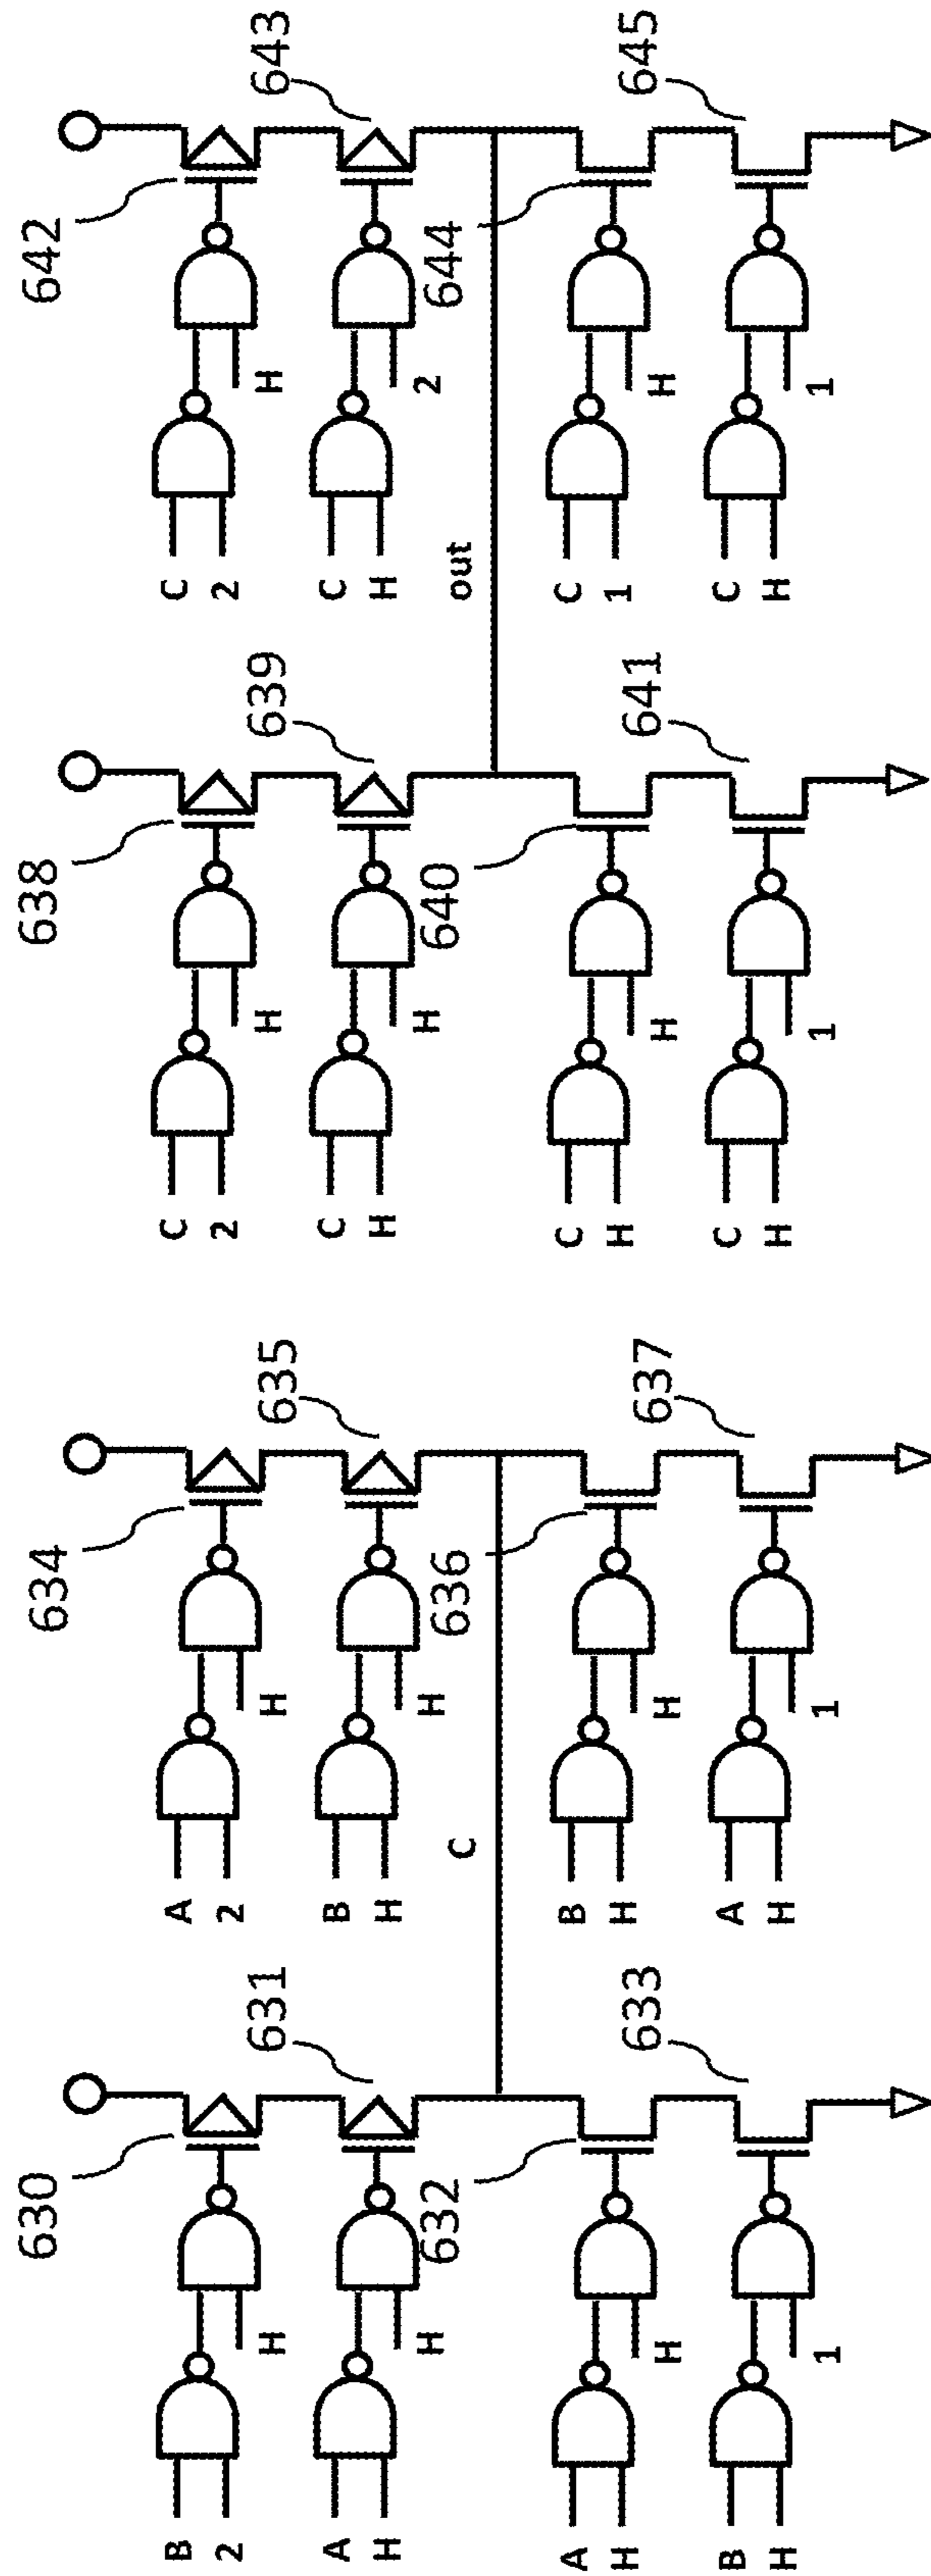 630 634 638 642
B A C C
2 2 2 2
H 631 H 635 H 639 H 643
A B C C
H H H H
H 632 H 636 H 640 2 644
C out
A B C C
H H H 1
H 633 H 637 H 641 H 645
B A C C
H H H H
1 1 1 1